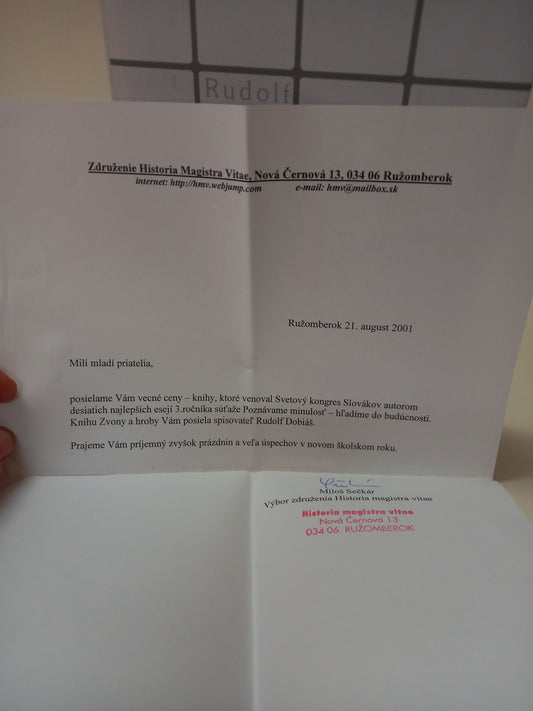 Rudolf
Združenie Historia Magistra Vitae, Nová Černová 13, 034 06 Ružomberok
internet: http://hmv.webjump.com e-mail: hmv@mailbox.sk
Ružomberok 21. august 2001
Milí mladí priatelia,
posielame Vám vecné ceny – knihy, ktoré venoval Svetový kongres Slovákov autorom
desiatich najlepších esejí 3.ročníka súťaže Poznávame minulosť – hľadíme do budúcnosti.
Knihu Zvony a hroby Vám posiela spisovateľ Rudolf Dobiáš.
Prajeme Vám príjemný zvyšok prázdnin a veľa úspechov v novom školskom roku.
Miloš Sečkár
Výbor združenia Historia magistra vitae
Historia magistra vitae
Nová Černová 13
034 06 RUŽOMBEROK